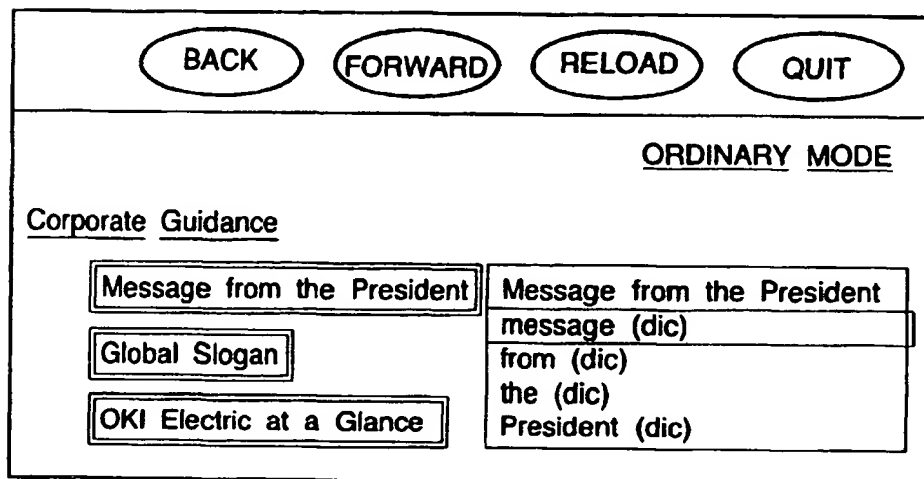 BACK FORWARD RELOAD QUIT
ORDINARY MODE
Corporate Guidance
Message from the President
Global Slogan
OKI Electric at a Glance
Message from the President
message (dic)
from (dic)
the (dic)
President (dic)